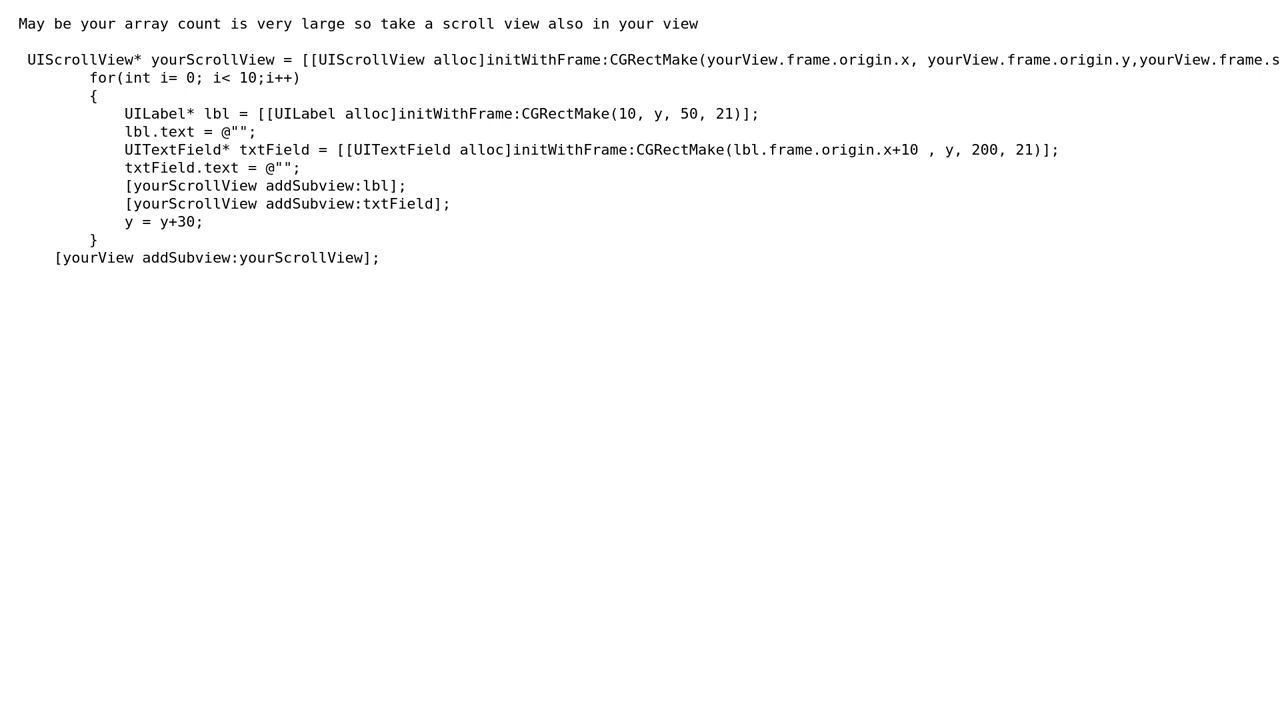 May be your array count is very large so take a scroll view also in your view

 UIScrollView* yourScrollView = [[UIScrollView alloc]initWithFrame:CGRectMake(yourView.frame.origin.x, yourView.frame.origin.y,yourView.frame.s
        for(int i= 0; i< 10;i++)
        {
            UILabel* lbl = [[UILabel alloc]initWithFrame:CGRectMake(10, y, 50, 21)];
            lbl.text = @"";
            UITextField* txtField = [[UITextField alloc]initWithFrame:CGRectMake(lbl.frame.origin.x+10 , y, 200, 21)];
            txtField.text = @"";
            [yourScrollView addSubview:lbl];
            [yourScrollView addSubview:txtField];
            y = y+30;
        }
    [yourView addSubview:yourScrollView];